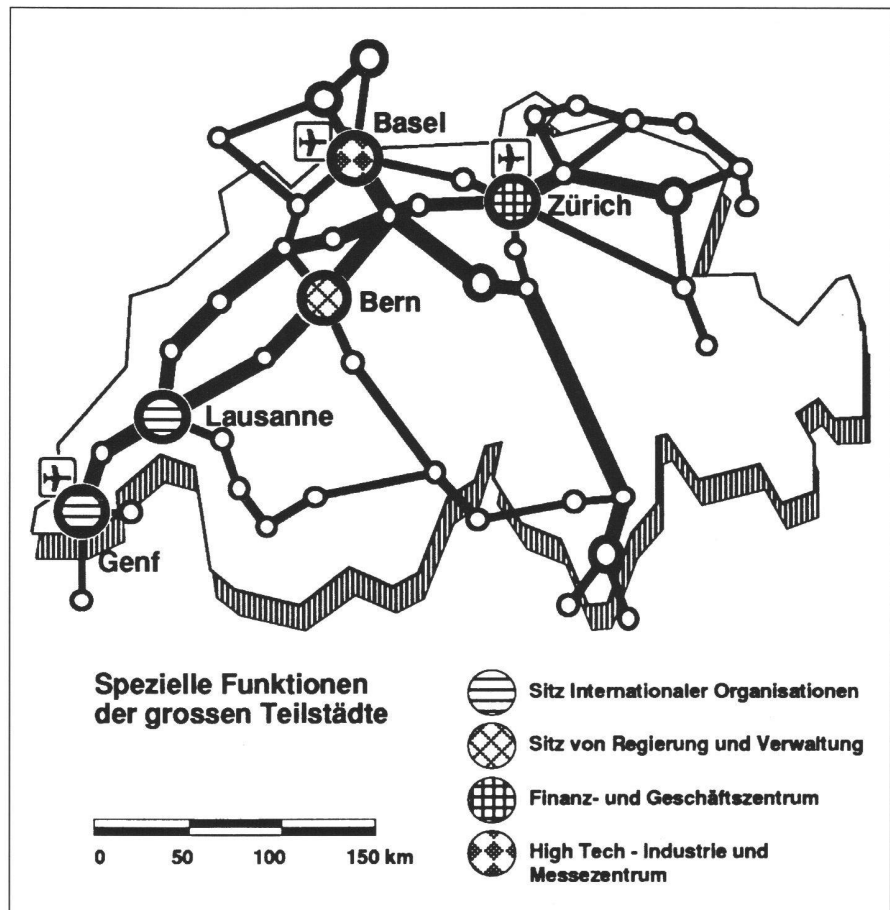 Basel
Zürich
Bern
Lausanne
Genf
Spezielle Funktionen
der grossen Teilstädte
Sitz Internationaler Organisationen
Sitz von Regierung und Verwaltung
Finanz- und Geschäftszentrum
High Tech - Industrie und
Messezentrum
0 50 100 150 km